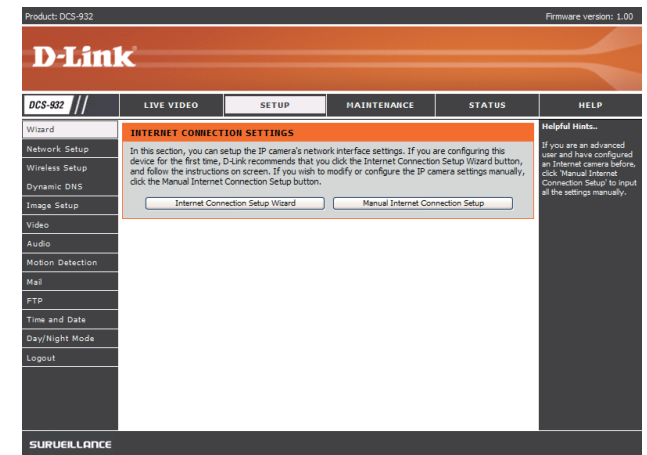 Product: DCS-932
Firmware version: 1.00
D-Link
DCS-932
LIVE VIDEO
SETUP
MAINTENANCE
STATUS
HELP
Wizard
Network Setup
Wireless Setup
Dynamic DNS
Image Setup
Video
Audio
Motion Detection
Mail
FTP
Time and Date
Day/Night Mode
Logout
INTERNET CONNECTION SETTINGS
In this section, you can setup the IP camera's network interface settings. If you are configuring this
device for the first time, D-Link recommends that you click the Internet Connection Setup Wizard button,
and follow the instructions on screen. If you wish to modify or configure the IP camera settings manually,
click the Manual Internet Connection Setup button.
Internet Connection Setup Wizard
Manual Internet Connection Setup
Helpful Hints..
If you are an advanced
user and have configured
an Internet camera before,
click 'Manual Internet
Connection Setup' to input
all the settings manually.
SURVEILLANCE